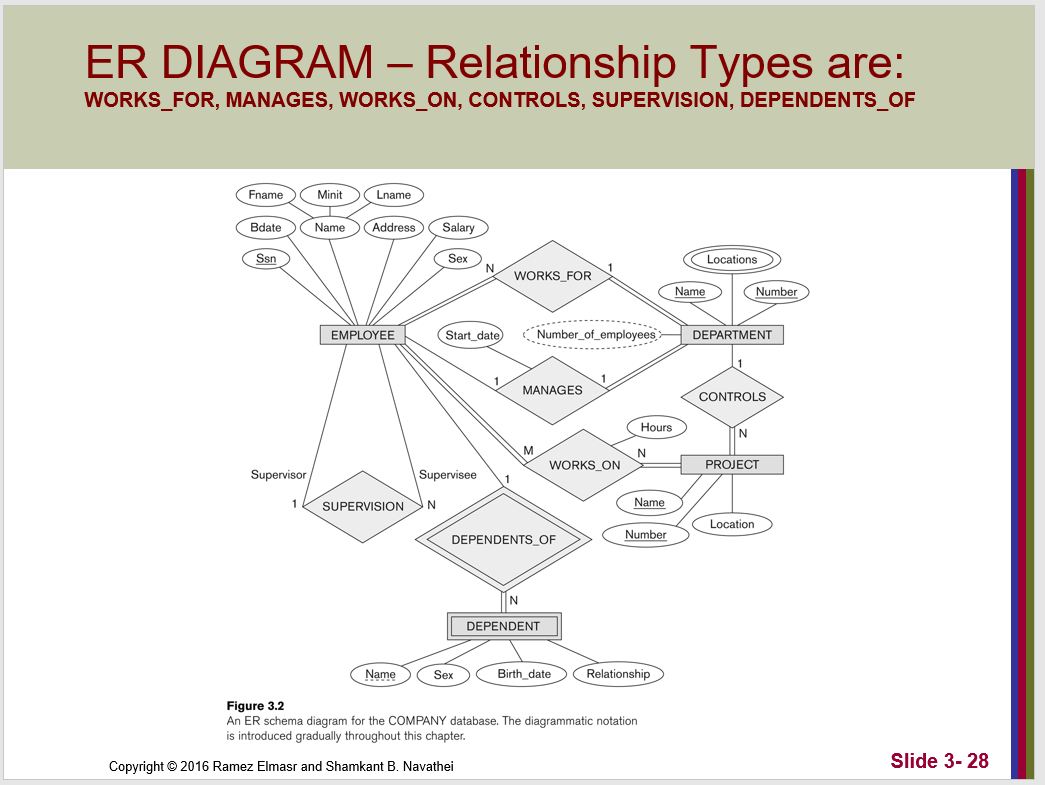 ER DIAGRAM – Relationship Types are:
WORKS_FOR, MANAGES, WORKS_ON, CONTROLS, SUPERVISION, DEPENDENTS_OF
Fname Minit Lname
Bdate Name Address Salary
Ssn Sex
N WORKS_FOR 1
Locations
Name Number
EMPLOYEE
Start_date
Number_of_employees
DEPARTMENT
1 MANAGES 1
1
CONTROLS
N
Hours
M WORKS_ON N
PROJECT
Name
Number
Location
Supervisor Supervisee
1 SUPERVISION N
1
DEPENDENTS_OF
N
DEPENDENT
Name Sex Birth_date Relationship
Figure 3.2
An ER schema diagram for the COMPANY database. The diagrammatic notation
is introduced gradually throughout this chapter.
Copyright © 2016 Ramez Elmasr and Shamkant B. Navathei
Slide 3- 28